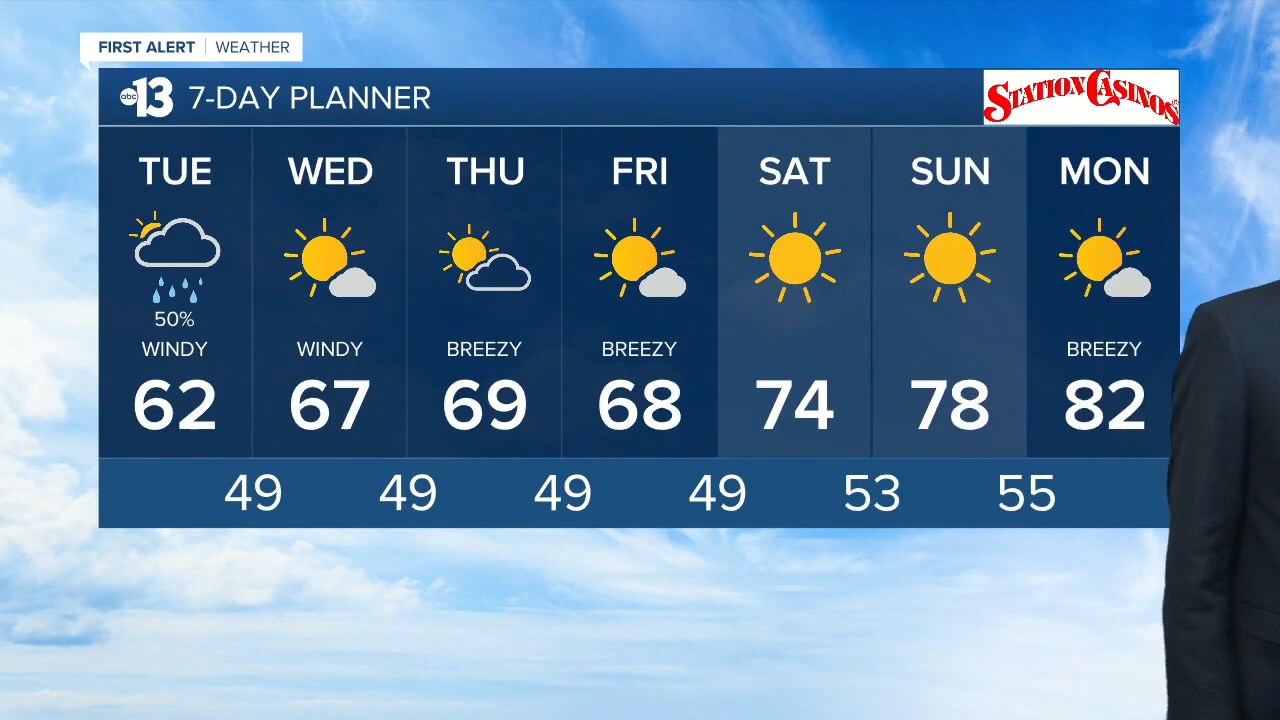 FIRST ALERT | WEATHER
abc 13 7-DAY PLANNER
STATION CASINOS
TUE WED THU FRI SAT SUN MON
50%
WINDY WINDY BREEZY BREEZY BREEZY
62 67 69 68 74 78 82
49 49 49 49 53 55